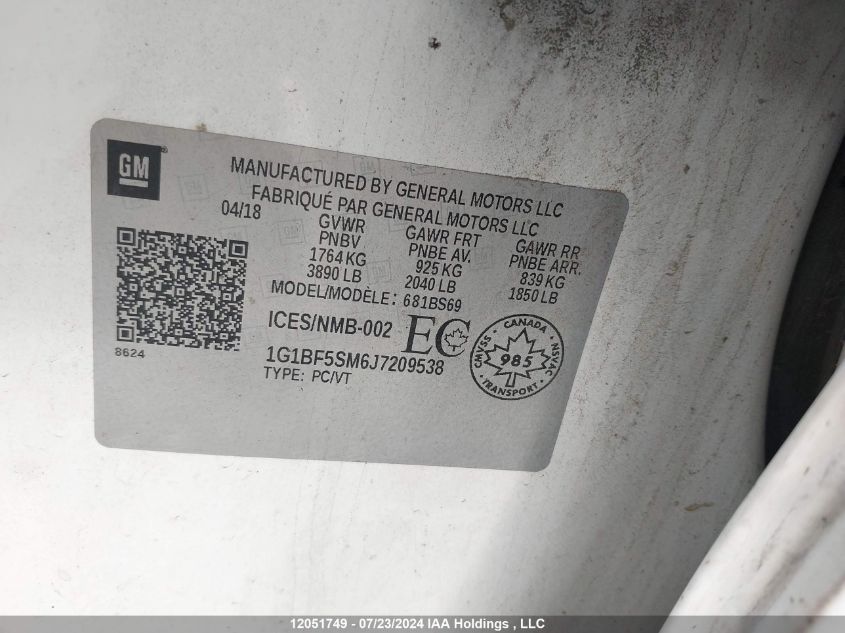 GM
MANUFACTURED BY GENERAL MOTORS LLC
FABRIQUÉ PAR GENERAL MOTORS LLC
04/18
GVWR
PNBV
1764 KG
3890 LB
GAWR FRT
PNBE AV.
925 KG
2040 LB
GAWR RR
PNBE ARR.
839 KG
1850 LB
MODEL/MODÈLE: 681BS69
ICES/NMB-002
EC
CANADA
CMVSS
985
NSVAC
TRANSPORT
8624
1G1BF5SM6J7209538
TYPE: PC/VT
12051749 - 07/23/2024 IAA Holdings , LLC